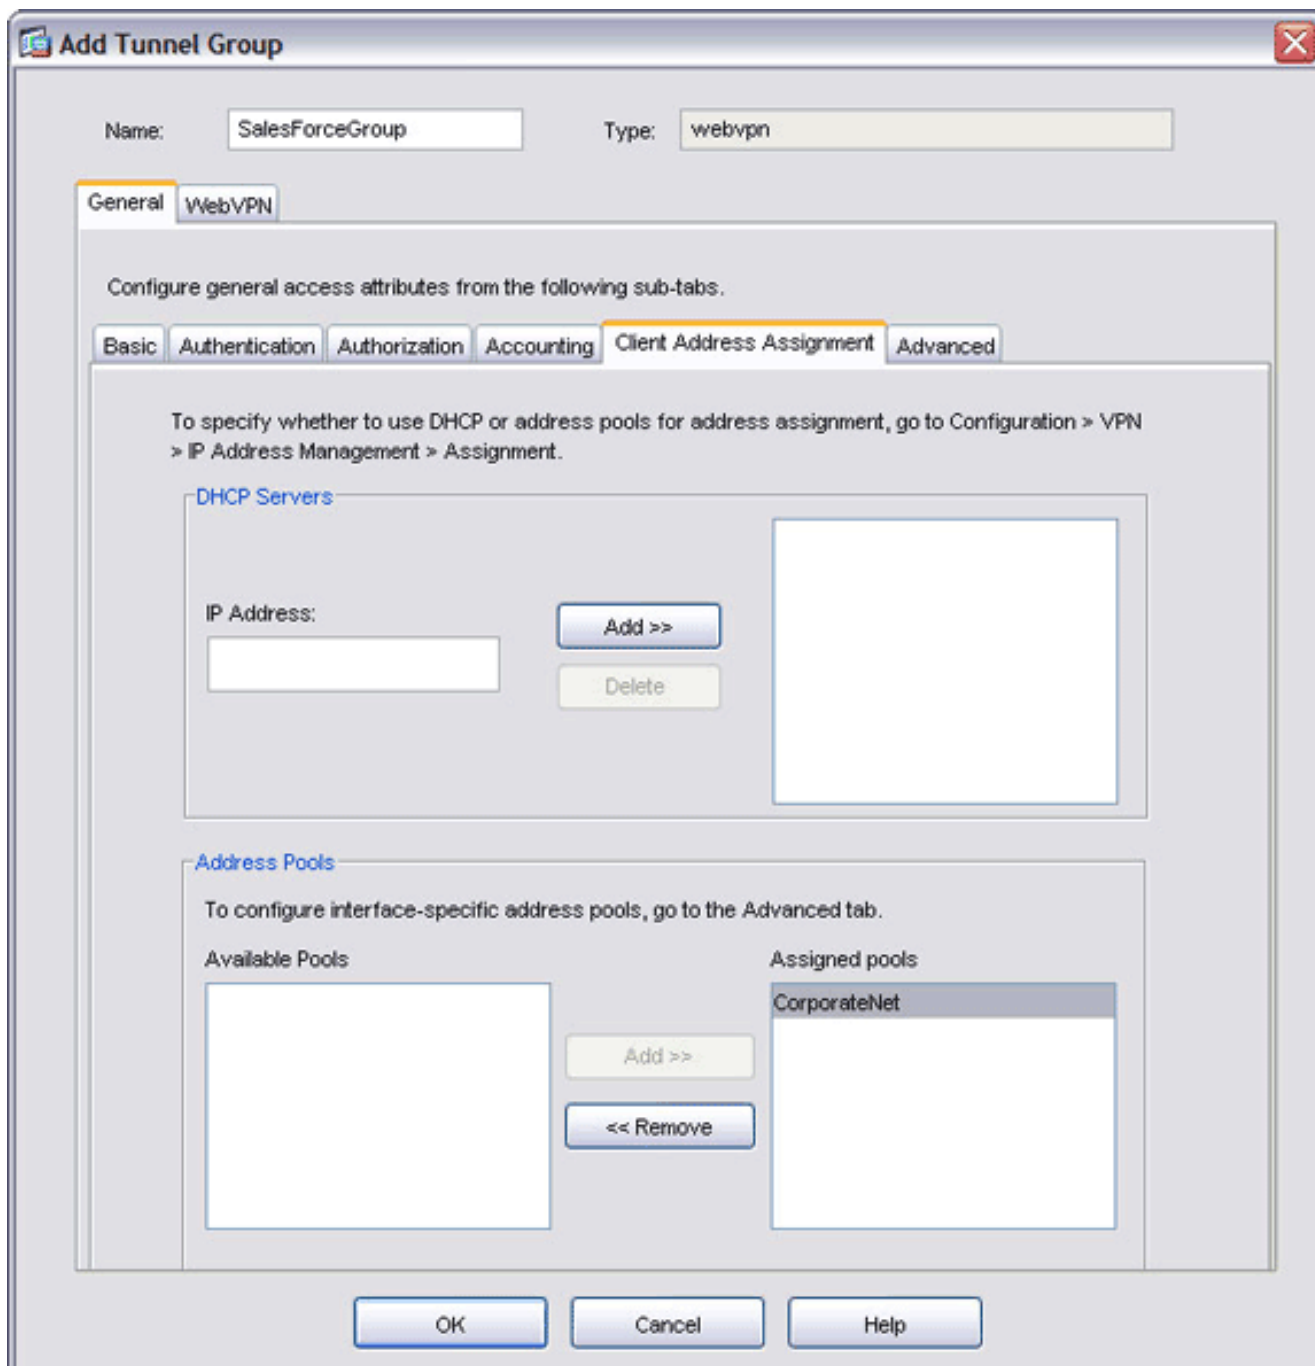 Add Tunnel Group
Name: SalesForceGroup Type: webvpn
General WebVPN
Configure general access attributes from the following sub-tabs.
Basic Authentication Authorization Accounting Client Address Assignment Advanced
To specify whether to use DHCP or address pools for address assignment, go to Configuration > VPN
> IP Address Management > Assignment.
DHCP Servers
IP Address:
Add >>
Delete
Address Pools
To configure interface-specific address pools, go to the Advanced tab.
Available Pools Assigned pools
CorporateNet
Add >>
<< Remove
OK Cancel Help